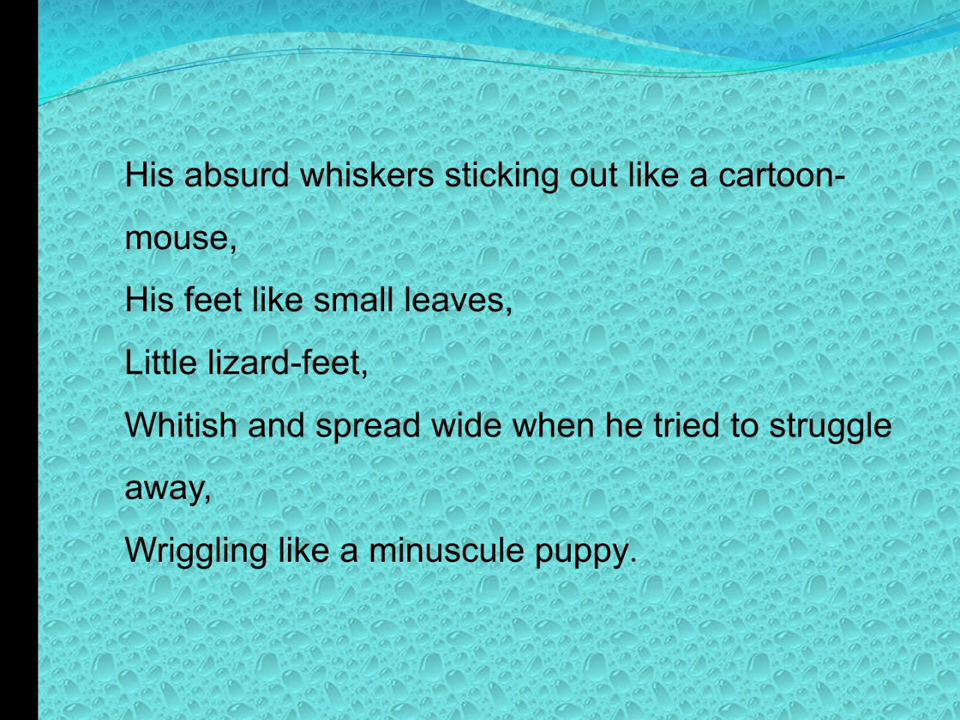 His absurd whiskers sticking out like a cartoon-
mouse,
His feet like small leaves,
Little lizard-feet,
Whitish and spread wide when he tried to struggle
away,
Wriggling like a minuscule puppy.